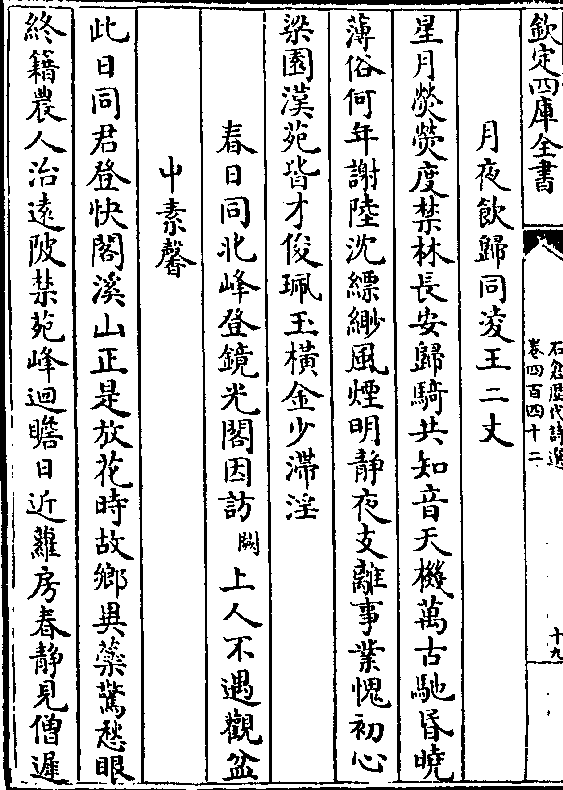 欽定四庫全書
石倉歷代詩選
卷四百四十二
十九
月夜飲歸同凌王二丈
星月熒熒度禁林長安歸騎共知音天機萬古馳昏曉
薄俗何年謝陸沈縹緲風煙明靜夜支離事業愧初心
梁園漢苑皆才俊珮玉橫金少滯淫
春日同北峰登鏡光閣因訪闕上人不遇觀盆
中素馨
此日同君登快閣溪山正是放花時故鄉異藥驚愁眼
終籍農人治遠陂禁苑峰迴瞻日近蘿房春靜見僧遲